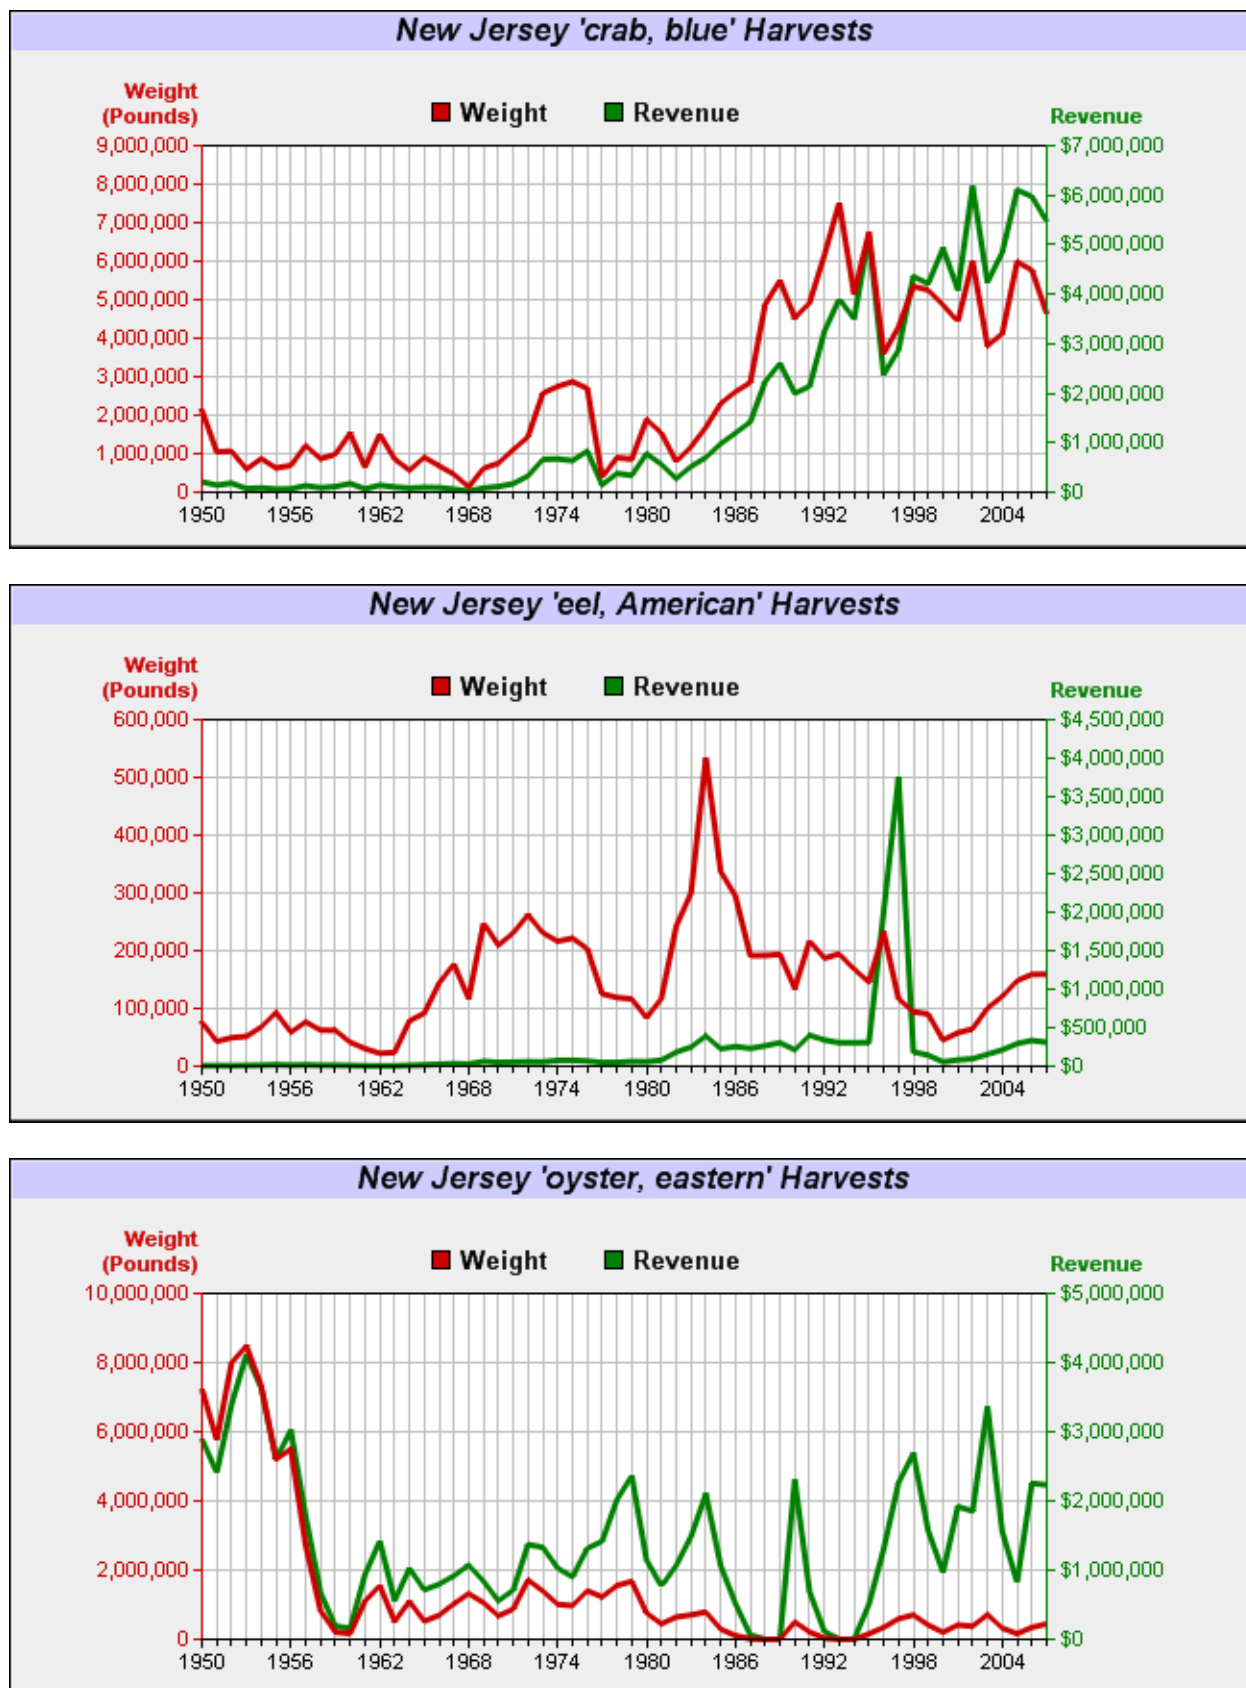 New Jersey 'crab, blue' Harvests
Weight
(Pounds)
Weight
Revenue
Revenue
9,000,000
8,000,000
7,000,000
6,000,000
5,000,000
4,000,000
3,000,000
2,000,000
1,000,000
0
$7,000,000
$6,000,000
$5,000,000
$4,000,000
$3,000,000
$2,000,000
$1,000,000
$0
1950 1956 1962 1968 1974 1980 1986 1992 1998 2004
New Jersey 'eel, American' Harvests
Weight
(Pounds)
Weight
Revenue
Revenue
600,000
500,000
400,000
300,000
200,000
100,000
0
$4,500,000
$4,000,000
$3,500,000
$3,000,000
$2,500,000
$2,000,000
$1,500,000
$1,000,000
$500,000
$0
1950 1956 1962 1968 1974 1980 1986 1992 1998 2004
New Jersey 'oyster, eastern' Harvests
Weight
(Pounds)
Weight
Revenue
Revenue
10,000,000
8,000,000
6,000,000
4,000,000
2,000,000
0
$5,000,000
$4,000,000
$3,000,000
$2,000,000
$1,000,000
$0
1950 1956 1962 1968 1974 1980 1986 1992 1998 2004